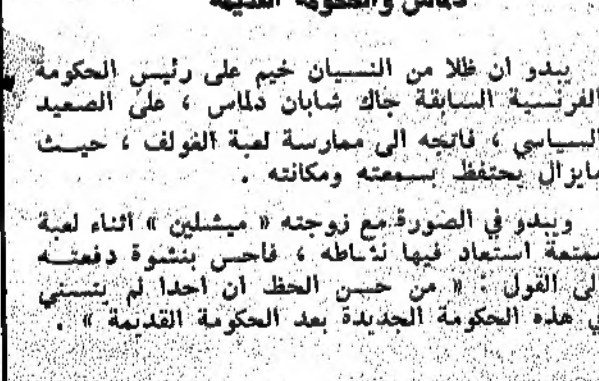 دلماس والحكومة القديمة
يبدو ان ظلا من النسيان خيم على رئيس الحكومة
الفرنسية السابقة جاك شابان دلماس ، على الصعيد
السياسي ، فاتجه الى ممارسة لعبة الغولف ، حيث
مايزال يحتفظ بسمعته ومكانته .
ويبدو في الصورة مع زوجته « ميشلين » اثناء لعبة
ممتعة استعاد فيها نشاطه ، فاحس بنشوة دفعته
الى القول : « من حسن الحظ ان احدا لم يتسنى
في هذه الحكومة الجديدة بعد الحكومة القديمة » .